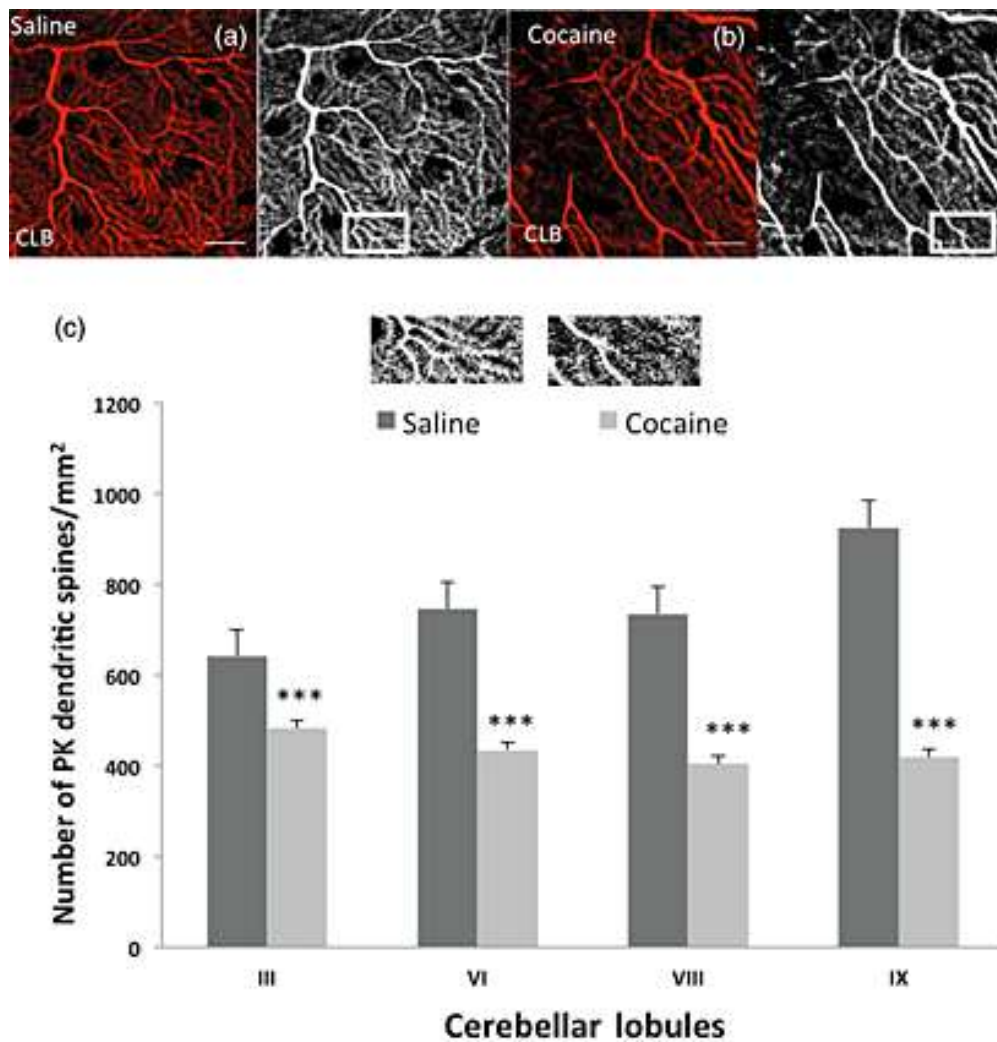 Saline (a) Cocaine (b)
CLB CLB
(c)
Saline Cocaine
Number of PK dendritic spines/mm²
1200
1000
800
600
400
200
0
***
***
***
***
III VI VIII IX
Cerebellar lobules